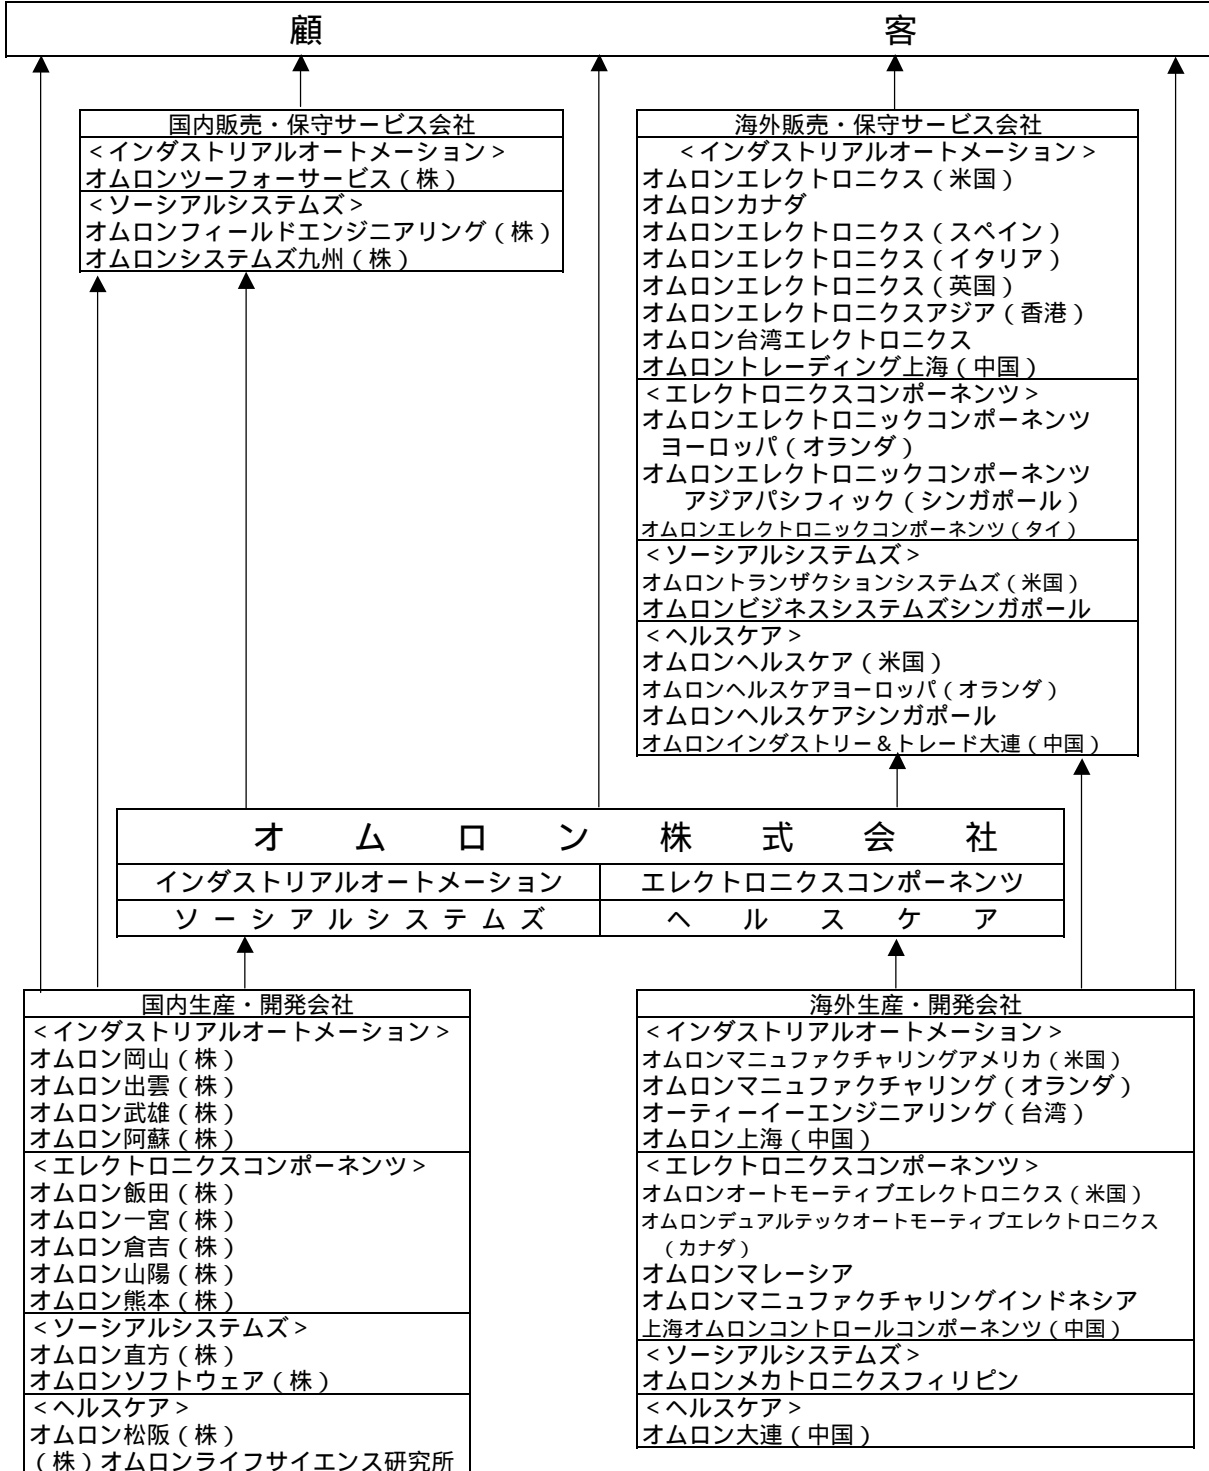 顧客
国内販売・保守サービス会社
<インダストリアルオートメーション>
オムロンツーフォーサービス(株)
<ソーシアルシステムズ>
オムロンフィールドエンジニアリング(株)
オムロンシステムズ九州(株)
海外販売・保守サービス会社
<インダストリアルオートメーション>
オムロンエレクトロニクス(米国)
オムロンカナダ
オムロンエレクトロニクス(スペイン)
オムロンエレクトロニクス(イタリア)
オムロンエレクトロニクス(英国)
オムロンエレクトロニクスアジア(香港)
オムロン台湾エレクトロニクス
オムロントレーディング上海(中国)
<エレクトロニクスコンポーネンツ>
オムロンエレクトロニックコンポーネンツ
ヨーロッパ(オランダ)
オムロンエレクトロニックコンポーネンツ
アジアパシフィック(シンガポール)
オムロンエレクトロニックコンポーネンツ(タイ)
<ソーシアルシステムズ>
オムロントランザクションシステムズ(米国)
オムロンビジネスシステムズシンガポール
<ヘルスケア>
オムロンヘルスケア(米国)
オムロンヘルスケアヨーロッパ(オランダ)
オムロンヘルスケアシンガポール
オムロンインダストリー&トレード大連(中国)
オムロン株式会社
インダストリアルオートメーション
エレクトロニクスコンポーネンツ
ソーシアルシステムズ
ヘルスケア
国内生産・開発会社
<インダストリアルオートメーション>
オムロン岡山(株)
オムロン出雲(株)
オムロン武雄(株)
オムロン阿蘇(株)
<エレクトロニクスコンポーネンツ>
オムロン飯田(株)
オムロン一宮(株)
オムロン倉吉(株)
オムロン山陽(株)
オムロン熊本(株)
<ソーシアルシステムズ>
オムロン直方(株)
オムロンソフトウェア(株)
<ヘルスケア>
オムロン松阪(株)
(株)オムロンライフサイエンス研究所
海外生産・開発会社
<インダストリアルオートメーション>
オムロンマニュファクチャリングアメリカ(米国)
オムロンマニュファクチャリング(オランダ)
オーティーイーエンジニアリング(台湾)
オムロン上海(中国)
<エレクトロニクスコンポーネンツ>
オムロンオートモーティブエレクトロニクス(米国)
オムロンデュアルテックオートモーティブエレクトロニクス
(カナダ)
オムロンマレーシア
オムロンマニュファクチャリングインドネシア
上海オムロンコントロールコンポーネンツ(中国)
<ソーシアルシステムズ>
オムロンメカトロニクスフィリピン
<ヘルスケア>
オムロン大連(中国)